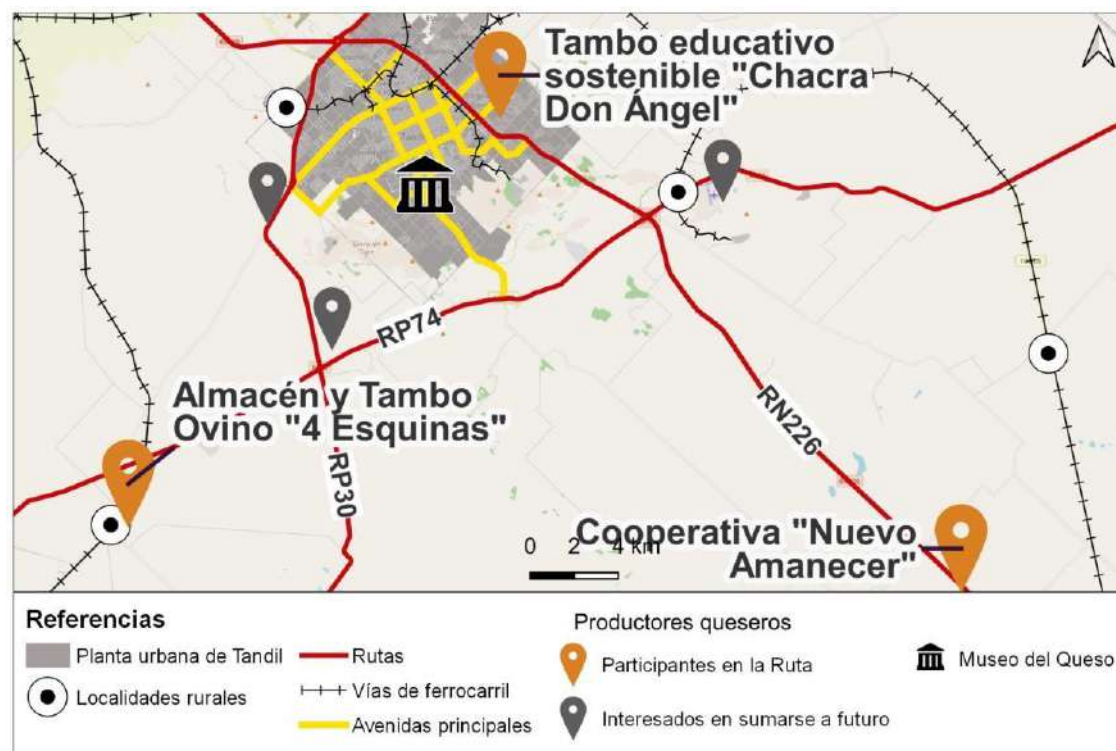 Tambo educativo
sostenible "Chacra
Don Ángel"
RP74
Almacén y Tambo
Ovino "4 Esquinas"
RP30
RN226
Cooperativa "Nuevo
Amanecer"
0 2 4 km
Referencias
Planta urbana de Tandil
Localidades rurales
Rutas
Vías de ferrocarril
Avenidas principales
Productores queseros
Participantes en la Ruta
Interesados en sumarse a futuro
Museo del Queso